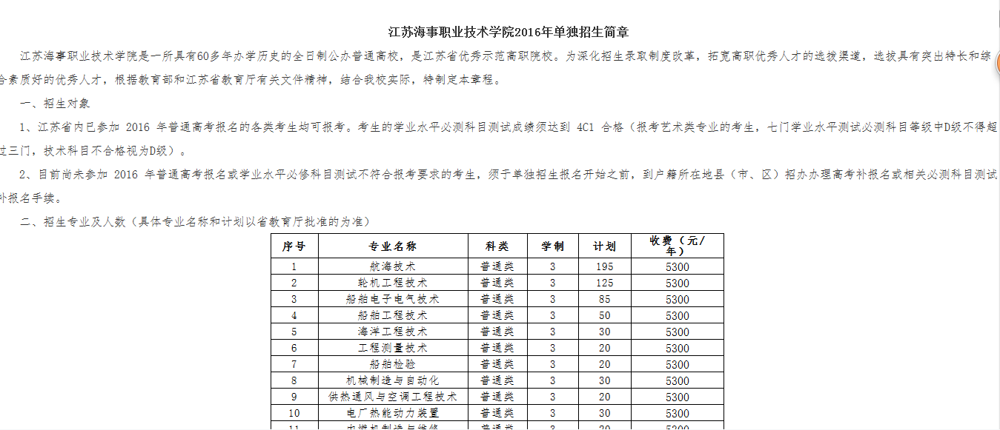 江苏海事职业技术学院2016年单独招生简章
江苏海事职业技术学院是一所具有60多年办学历史的全日制公办普通高校，是江苏省优秀示范高职院校。为深化招生录取制度改革，拓宽高职优秀人才的选拨渠道，选拔具有突出特长和综
合素质好的优秀人才，根据教育部和江苏省教育厅有关文件精神，结合我校实际，特制定本章程。
一、招生对象
1、江苏省内已参加 2016 年普通高考报名的各类考生均可报考。考生的学业水平必测科目测试成绩须达到 4C1 合格（报考艺术类专业的考生，七门学业水平测试必测科目等级中D级不得超
过三门，技术科目不合格视为D级）。
2、目前尚未参加 2016 年普通高考报名或学业水平必修科目测试不符合报考要求的考生，须于单独招生报名开始之前，到户籍所在地县（市、区）招办办理高考补报名或相关必测科目测试
补报名手续。
二、招生专业及人数（具体专业名称和计划以省教育厅批准的为准）
序号 专业名称 科类 学制 计划 收费（元/
年）
1 航海技术 普通类 3 195 5300
2 轮机工程技术 普通类 3 125 5300
3 船舶电子电气技术 普通类 3 85 5300
4 船舶工程技术 普通类 3 50 5300
5 海洋工程技术 普通类 3 30 5300
6 工程测量技术 普通类 3 20 5300
7 船舶检验 普通类 3 20 5300
8 机械制造与自动化 普通类 3 30 5300
9 供热通风与空调工程技术 普通类 3 20 5300
10 电厂热能动力装置 普通类 3 30 5300
11 内燃机制造与维修 普通类 3 20 5300